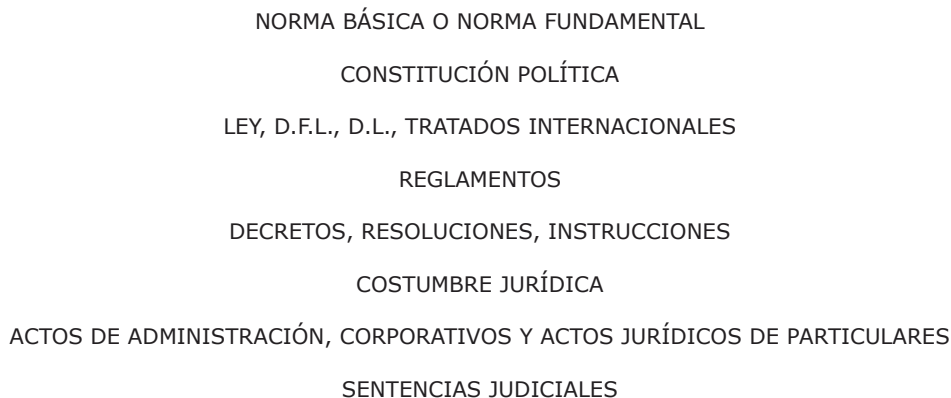 NORMA BÁSICA O NORMA FUNDAMENTAL
CONSTITUCIÓN POLÍTICA
LEY, D.F.L., D.L., TRATADOS INTERNACIONALES
REGLAMENTOS
DECRETOS, RESOLUCIONES, INSTRUCCIONES
COSTUMBRE JURÍDICA
ACTOS DE ADMINISTRACIÓN, CORPORATIVOS Y ACTOS JURÍDICOS DE PARTICULARES
SENTENCIAS JUDICIALES